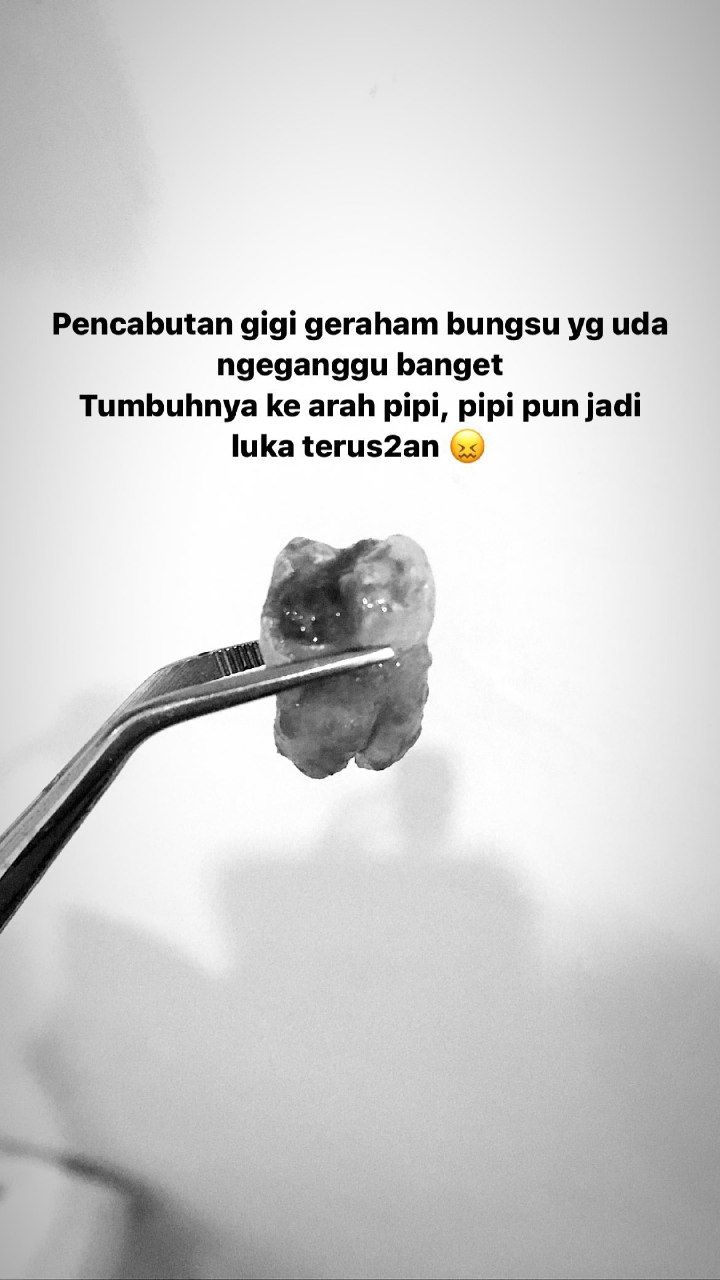 Pencabutan gigi geraham bungsu yg uda
ngeganggu banget
Tumbuhnya ke arah pipi, pipi pun jadi
luka terus2an 😖